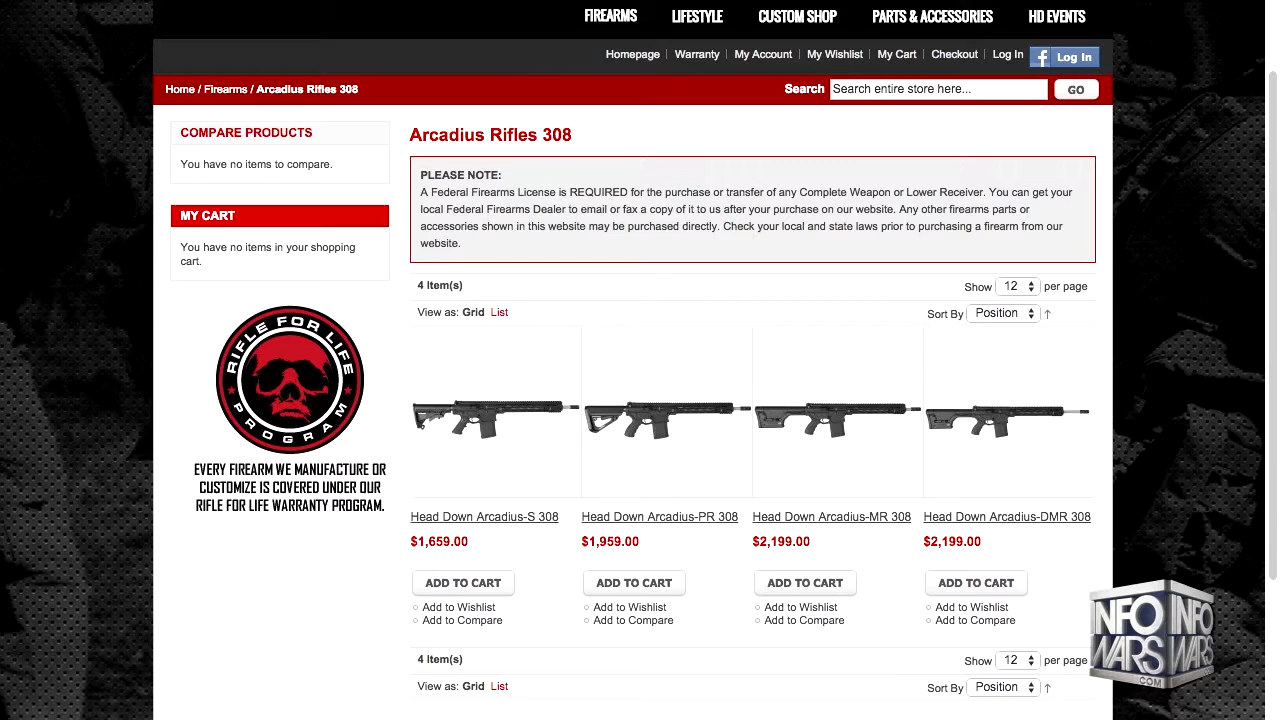 FIREARMS LIFESTYLE CUSTOM SHOP PARTS & ACCESSORIES HD EVENTS
Homepage Warranty My Account My Wishlist My Cart Checkout Log In f Log In
Home / Firearms / Arcadius Rifles 308 Search Search entire store here... GO
COMPARE PRODUCTS
You have no items to compare.
MY CART
You have no items in your shopping
cart.
RIFLE FOR LIFE
PROGRAM
EVERY FIREARM WE MANUFACTURE OR
CUSTOMIZE IS COVERED UNDER OUR
RIFLE FOR LIFE WARRANTY PROGRAM.
Arcadius Rifles 308
PLEASE NOTE:
A Federal Firearms License is REQUIRED for the purchase or transfer of any Complete Weapon or Lower Receiver. You can get your
local Federal Firearms Dealer to email or fax a copy of it to us after your purchase on our website. Any other firearms parts or
accessories shown in this website may be purchased directly. Check your local and state laws prior to purchasing a firearm from our
website.
4 Item(s) Show 12 per page
View as: Grid List Sort By Position ↑
Head Down Arcadius-S 308 Head Down Arcadius-PR 308 Head Down Arcadius-MR 308 Head Down Arcadius-DMR 308
$1,659.00 $1,959.00 $2,199.00 $2,199.00
ADD TO CART ADD TO CART ADD TO CART ADD TO CART
Add to Wishlist Add to Wishlist Add to Wishlist Add to Wishlist
Add to Compare Add to Compare Add to Compare Add to Compare
4 Item(s) Show 12 per page
View as: Grid List Sort By Position ↑
INFO INFO
WARS WARS
.COM